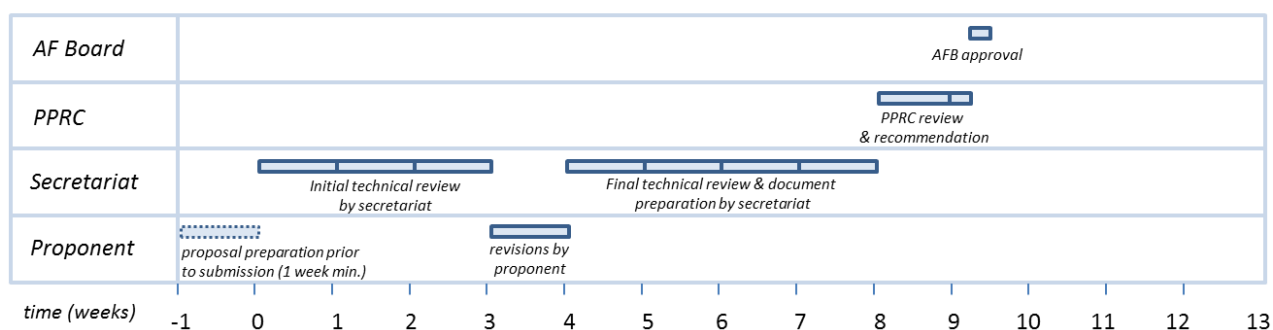 AF Board
AFB approval
PPRC
PPRC review
& recommendation
Secretariat
Initial technical review
by secretariat
Final technical review & document
preparation by secretariat
Proponent
proposal preparation prior
to submission (1 week min.)
revisions by
proponent
time (weeks)
-1 0 1 2 3 4 5 6 7 8 9 10 11 12 13